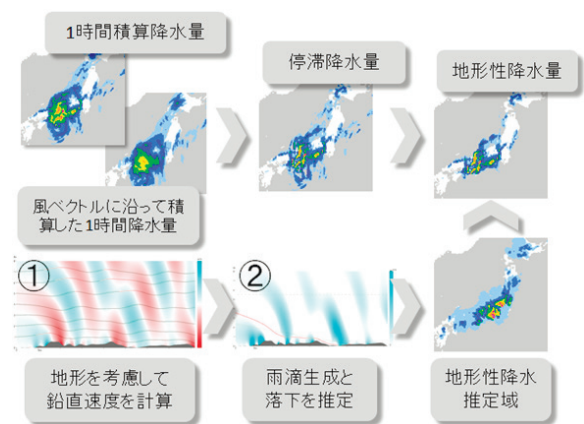 1時間積算降水量
停滞降水量
地形性降水量
風ベクトルに沿って積
算した1時間降水量
①
②
地形を考慮して
鉛直速度を計算
雨滴生成と
落下を推定
地形性降水
推定域